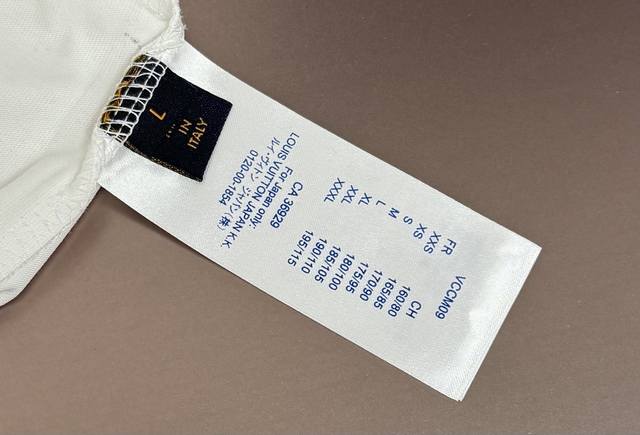 L
IN
ITALY
VCCM09
FR CH
XXS 160/80
XS 165/85
S 170/90
M 175/95
L 180/100
XL 185/105
XXL 190/110
XXXL 195/115
CA 36929
For Japan only:
LOUIS VUITTON JAPAN K.K.
ルイ・ヴィトン ジャパン(株)
0120-00-1854